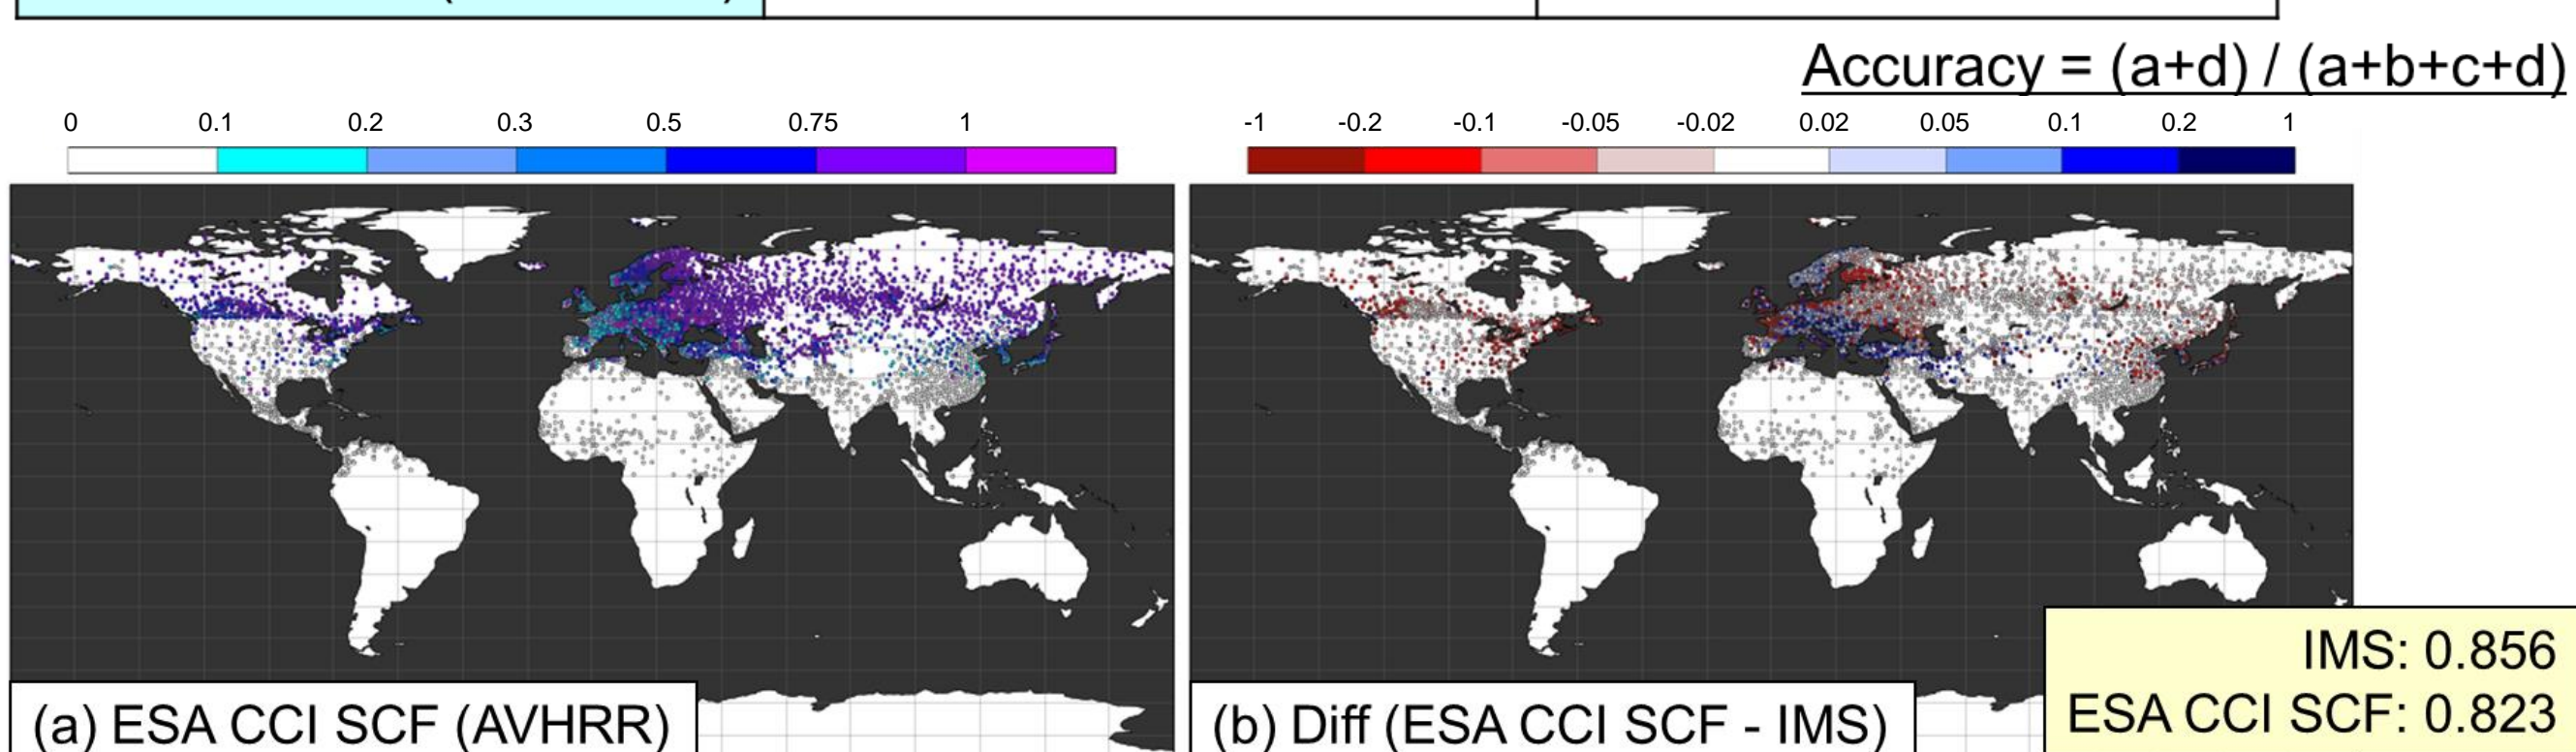 Accuracy = (a+d) / (a+b+c+d)
0 0.1 0.2 0.3 0.5 0.75 1
-1 -0.2 -0.1 -0.05 -0.02 0.02 0.05 0.1 0.2 1
(a) ESA CCI SCF (AVHRR)
(b) Diff (ESA CCI SCF - IMS)
IMS: 0.856
ESA CCI SCF: 0.823